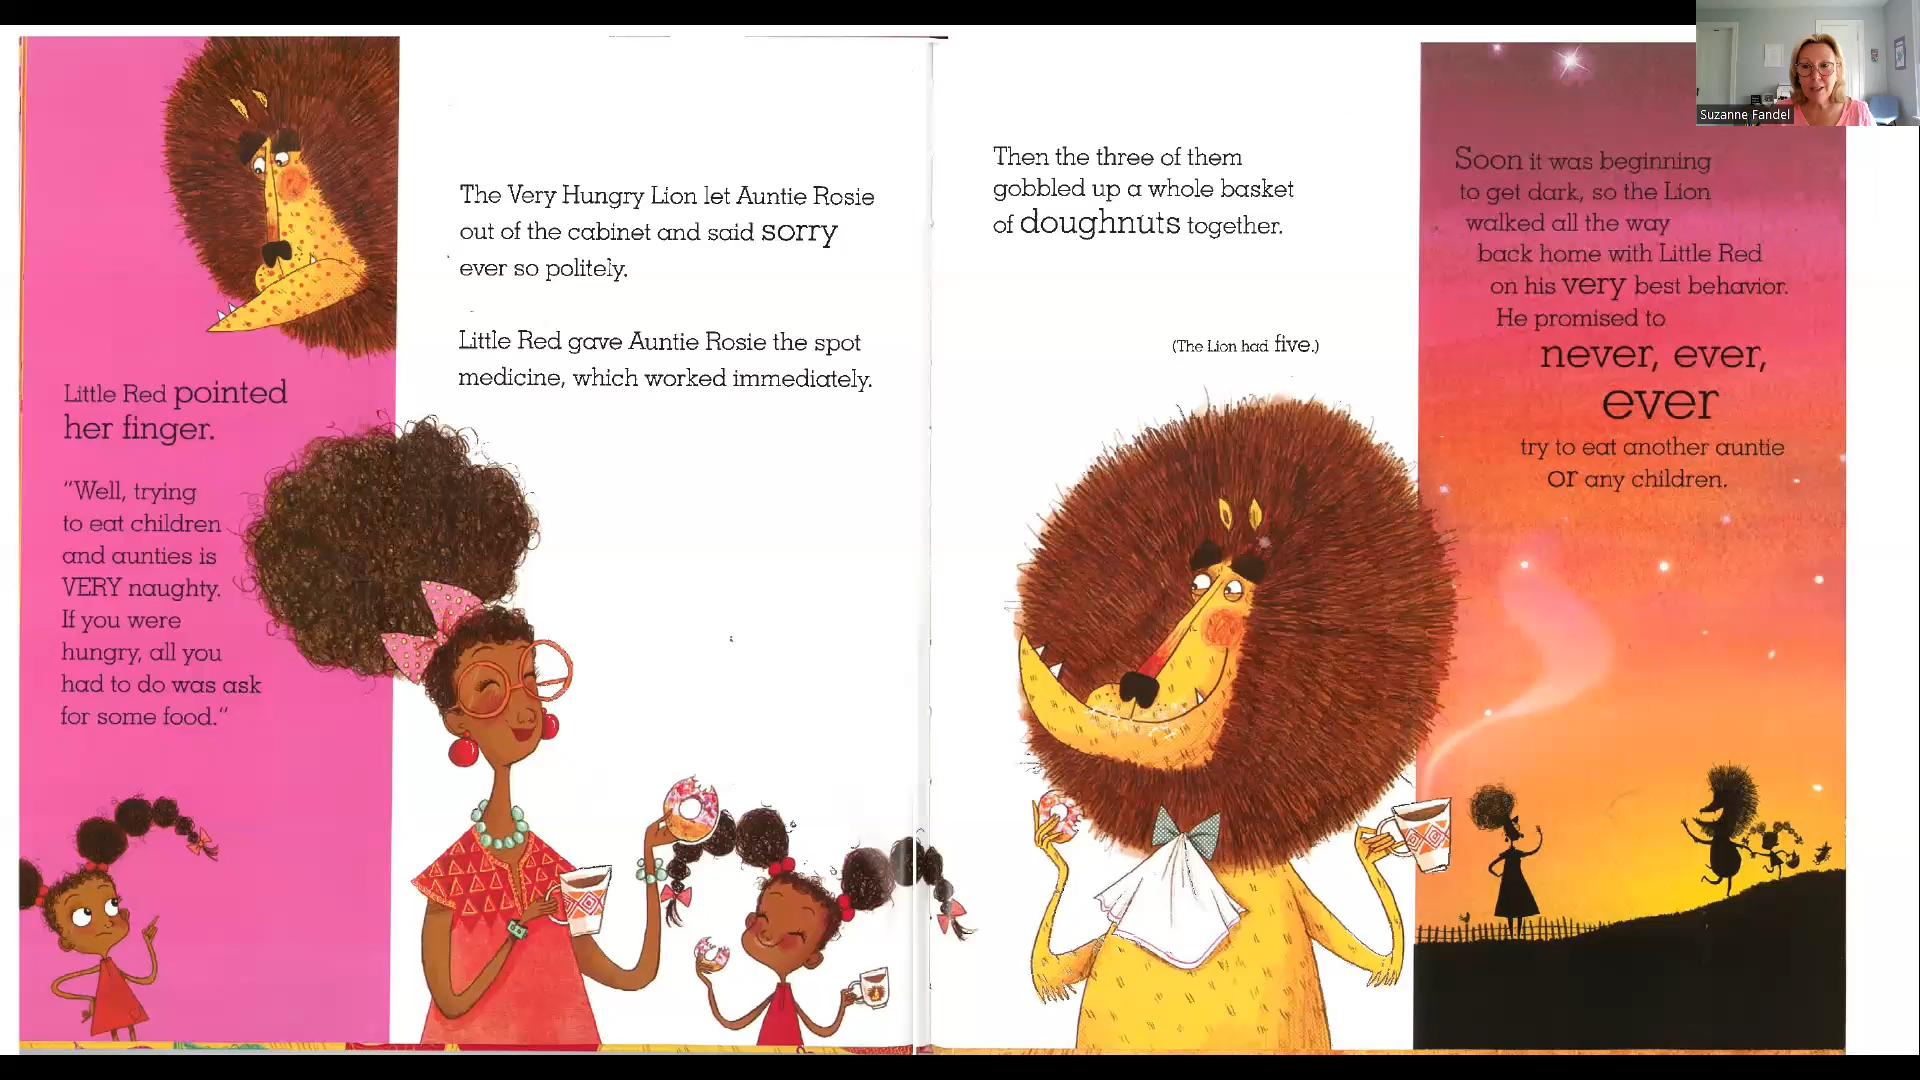 Little Red pointed
her finger.
"Well, trying
to eat children
and aunties is
VERY naughty.
If you were
hungry, all you
had to do was ask
for some food."
The Very Hungry Lion let Auntie Rosie
out of the cabinet and said sorry
ever so politely.
Little Red gave Auntie Rosie the spot
medicine, which worked immediately.
Then the three of them
gobbled up a whole basket
of doughnuts together.
(The Lion had five.)
Soon it was beginning
to get dark, so the Lion
walked all the way
back home with Little Red
on his very best behavior.
He promised to
never, ever,
ever
try to eat another auntie
or any children.
Suzanne Fandel